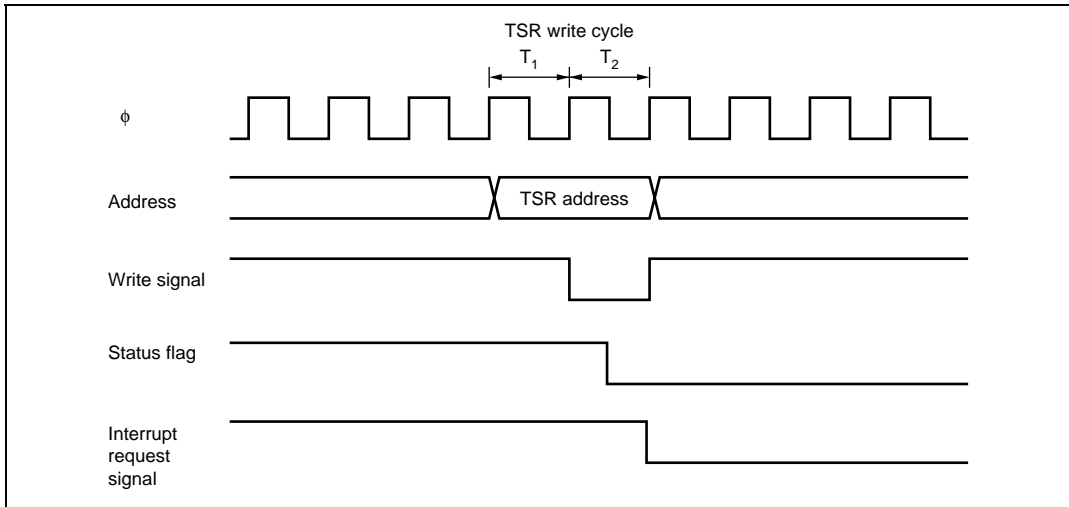 TSR write cycle
T1 T2
ϕ
Address
TSR address
Write signal
Status flag
Interrupt
request
signal